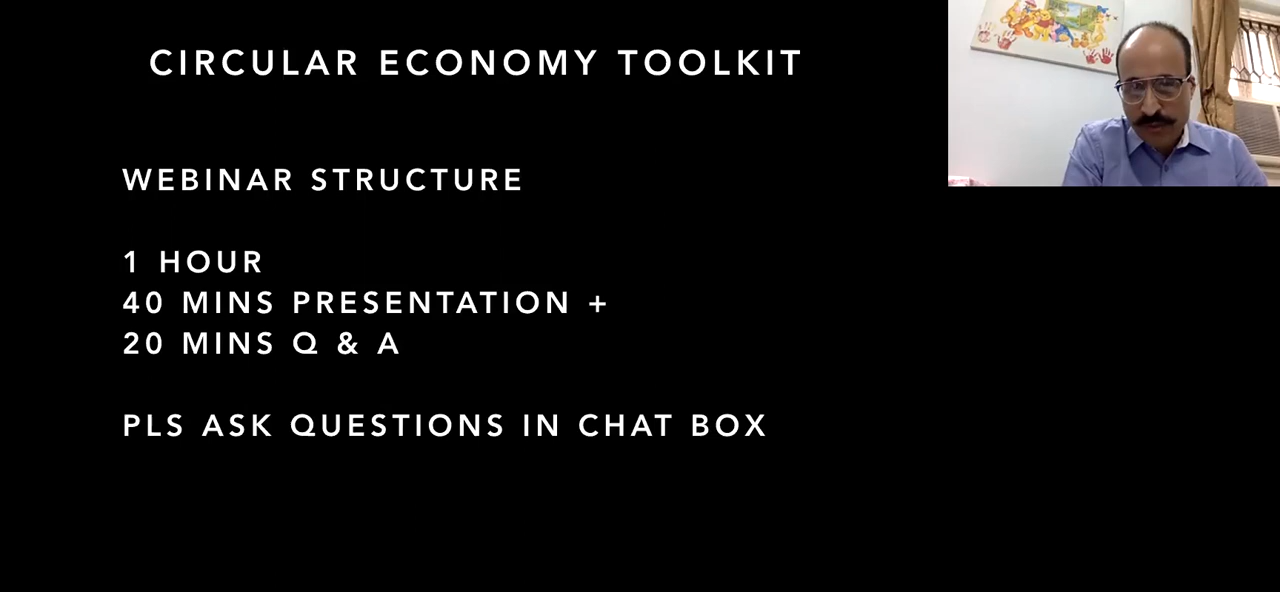 CIRCULAR ECONOMY TOOLKIT
WEBINAR STRUCTURE
1 HOUR
40 MINS PRESENTATION +
20 MINS Q & A
PLS ASK QUESTIONS IN CHAT BOX